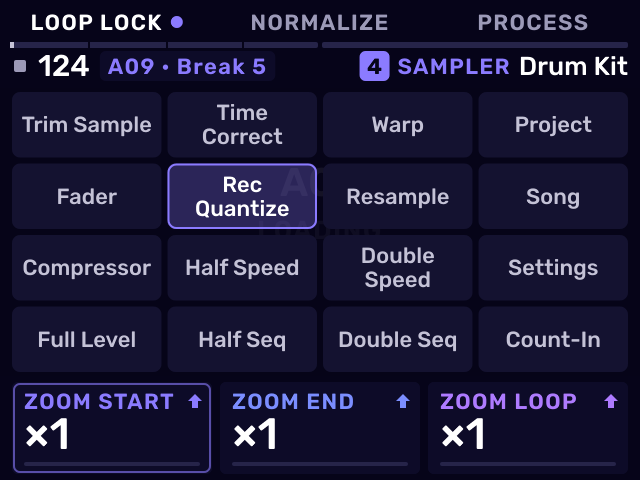 LOOP LOCK NORMALIZE PROCESS
124 A09 • Break 5 4 SAMPLER Drum Kit
Trim Sample
Time
Correct
Warp
Project
Fader
Rec
Quantize
Resample
Song
Compressor
Half Speed
Double
Speed
Settings
Full Level
Half Seq
Double Seq
Count-In
ZOOM START ZOOM END ZOOM LOOP
×1 ×1 ×1